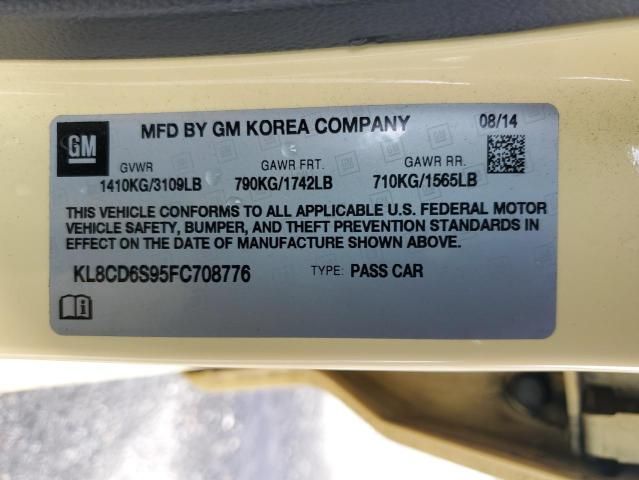 GM
MFD BY GM KOREA COMPANY
08/14
GVWR GAWR FRT. GAWR RR.
1410KG/3109LB 790KG/1742LB 710KG/1565LB
THIS VEHICLE CONFORMS TO ALL APPLICABLE U.S. FEDERAL MOTOR
VEHICLE SAFETY, BUMPER, AND THEFT PREVENTION STANDARDS IN
EFFECT ON THE DATE OF MANUFACTURE SHOWN ABOVE.
KL8CD6S95FC708776 TYPE: PASS CAR